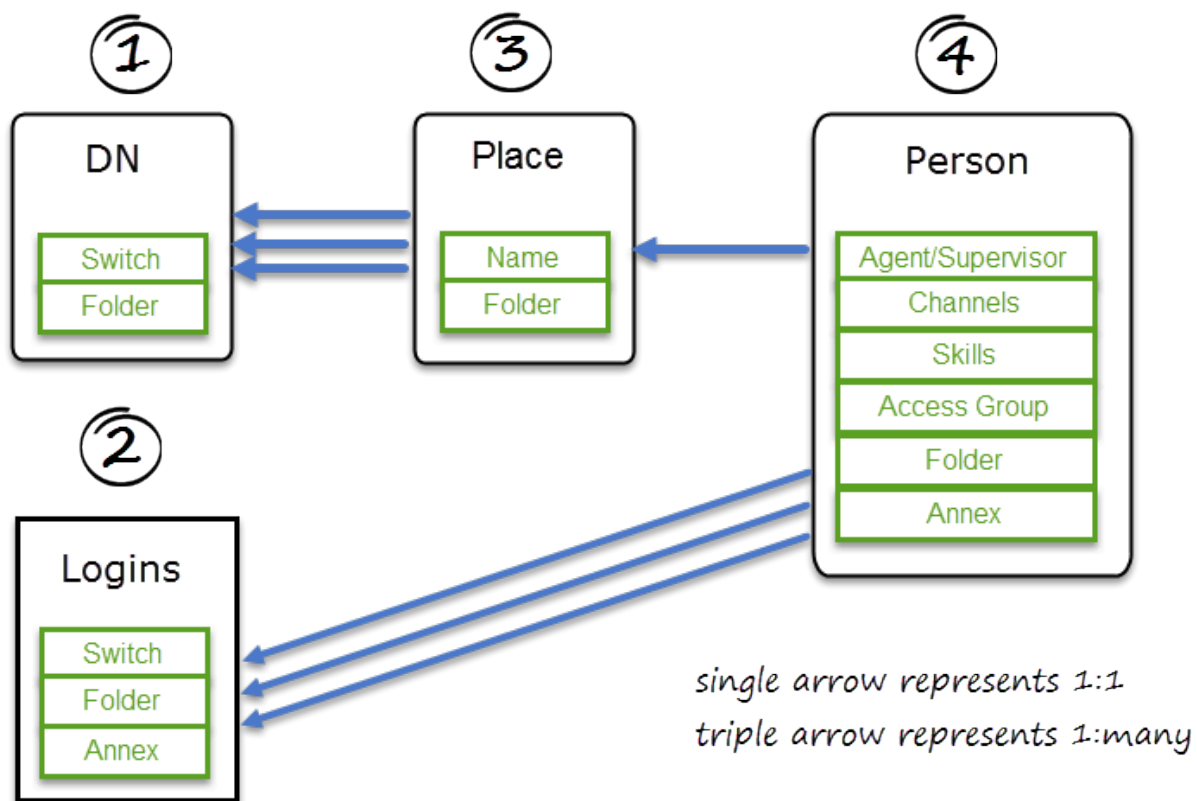 1
DN
Switch
Folder
3
Place
Name
Folder
4
Person
Agent/Supervisor
Channels
Skills
Access Group
Folder
Annex
2
Logins
Switch
Folder
Annex
single arrow represents 1:1
triple arrow represents 1:many